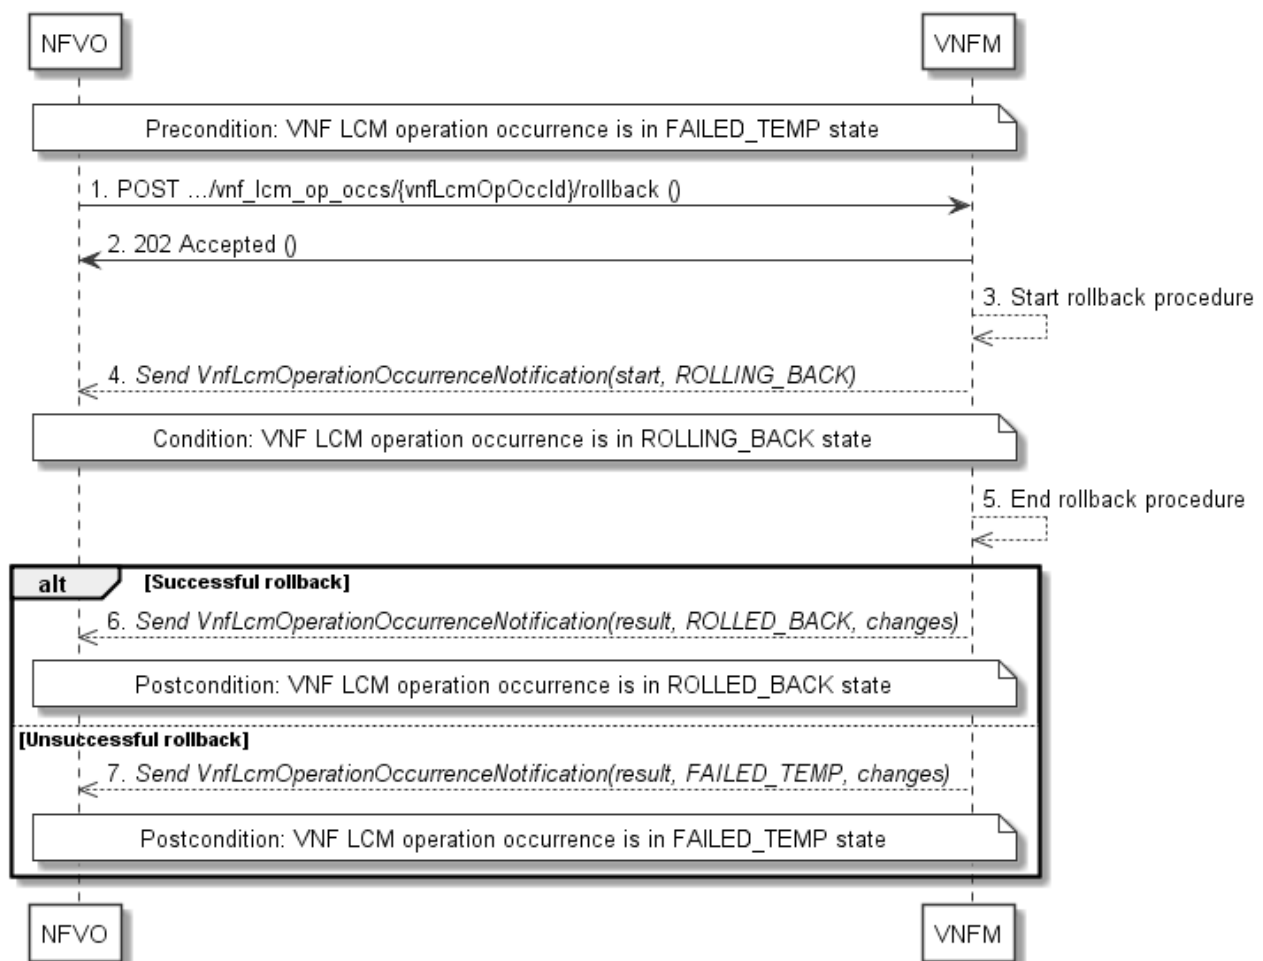 NFVO VNFM
Precondition: VNF LCM operation occurrence is in FAILED_TEMP state
1. POST .../vnf_lcm_op_occs/{vnfLcmOpOccId}/rollback ()
2. 202 Accepted ()
3. Start rollback procedure
4. Send VnfLcmOperationOccurrenceNotification(start, ROLLING_BACK)
Condition: VNF LCM operation occurrence is in ROLLING_BACK state
5. End rollback procedure
alt [Successful rollback]
6. Send VnfLcmOperationOccurrenceNotification(result, ROLLED_BACK, changes)
Postcondition: VNF LCM operation occurrence is in ROLLED_BACK state
[Unsuccessful rollback]
7. Send VnfLcmOperationOccurrenceNotification(result, FAILED_TEMP, changes)
Postcondition: VNF LCM operation occurrence is in FAILED_TEMP state
NFVO VNFM